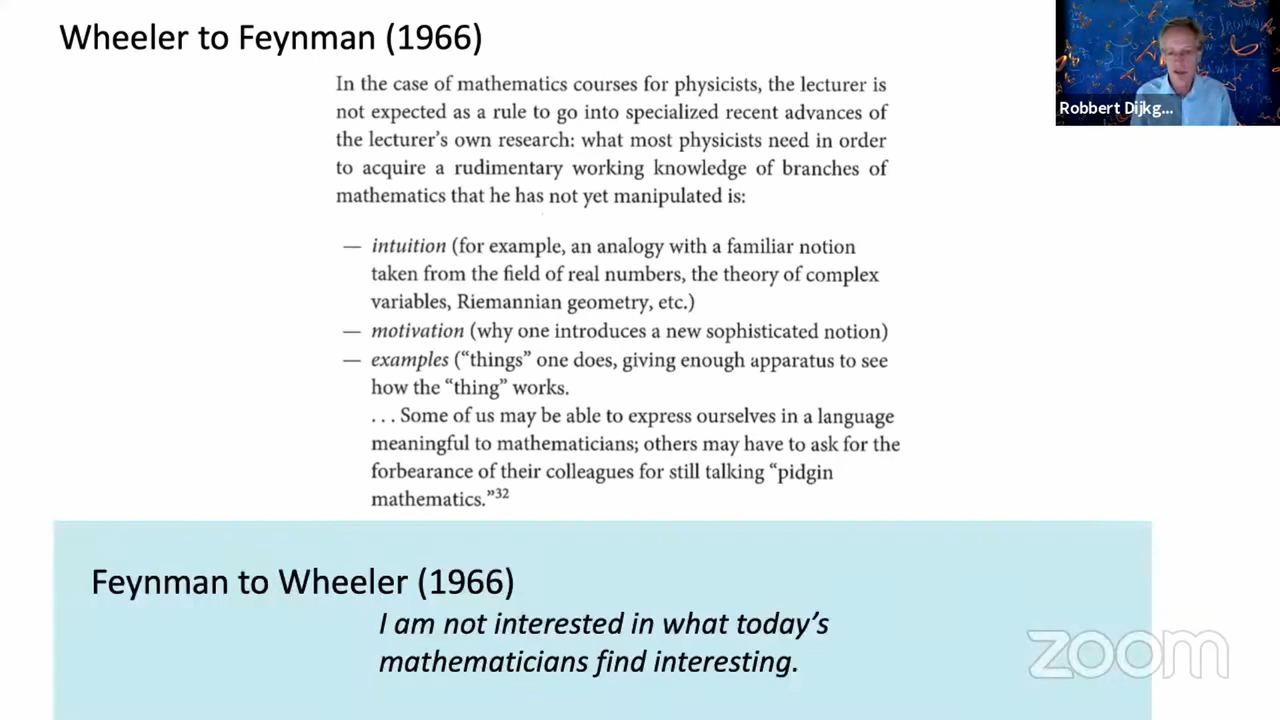 Wheeler to Feynman (1966)
In the case of mathematics courses for physicists, the lecturer is
not expected as a rule to go into specialized recent advances of
the lecturer's own research: what most physicists need in order
to acquire a rudimentary working knowledge of branches of
mathematics that he has not yet manipulated is:
— intuition (for example, an analogy with a familiar notion
taken from the field of real numbers, the theory of complex
variables, Riemannian geometry, etc.)
— motivation (why one introduces a new sophisticated notion)
— examples (“things” one does, giving enough apparatus to see
how the “thing” works.
. . . Some of us may be able to express ourselves in a language
meaningful to mathematicians; others may have to ask for the
forbearance of their colleagues for still talking “pidgin
mathematics.”32
Feynman to Wheeler (1966)
I am not interested in what today's
mathematicians find interesting.
Robbert Dijkg...
zoom